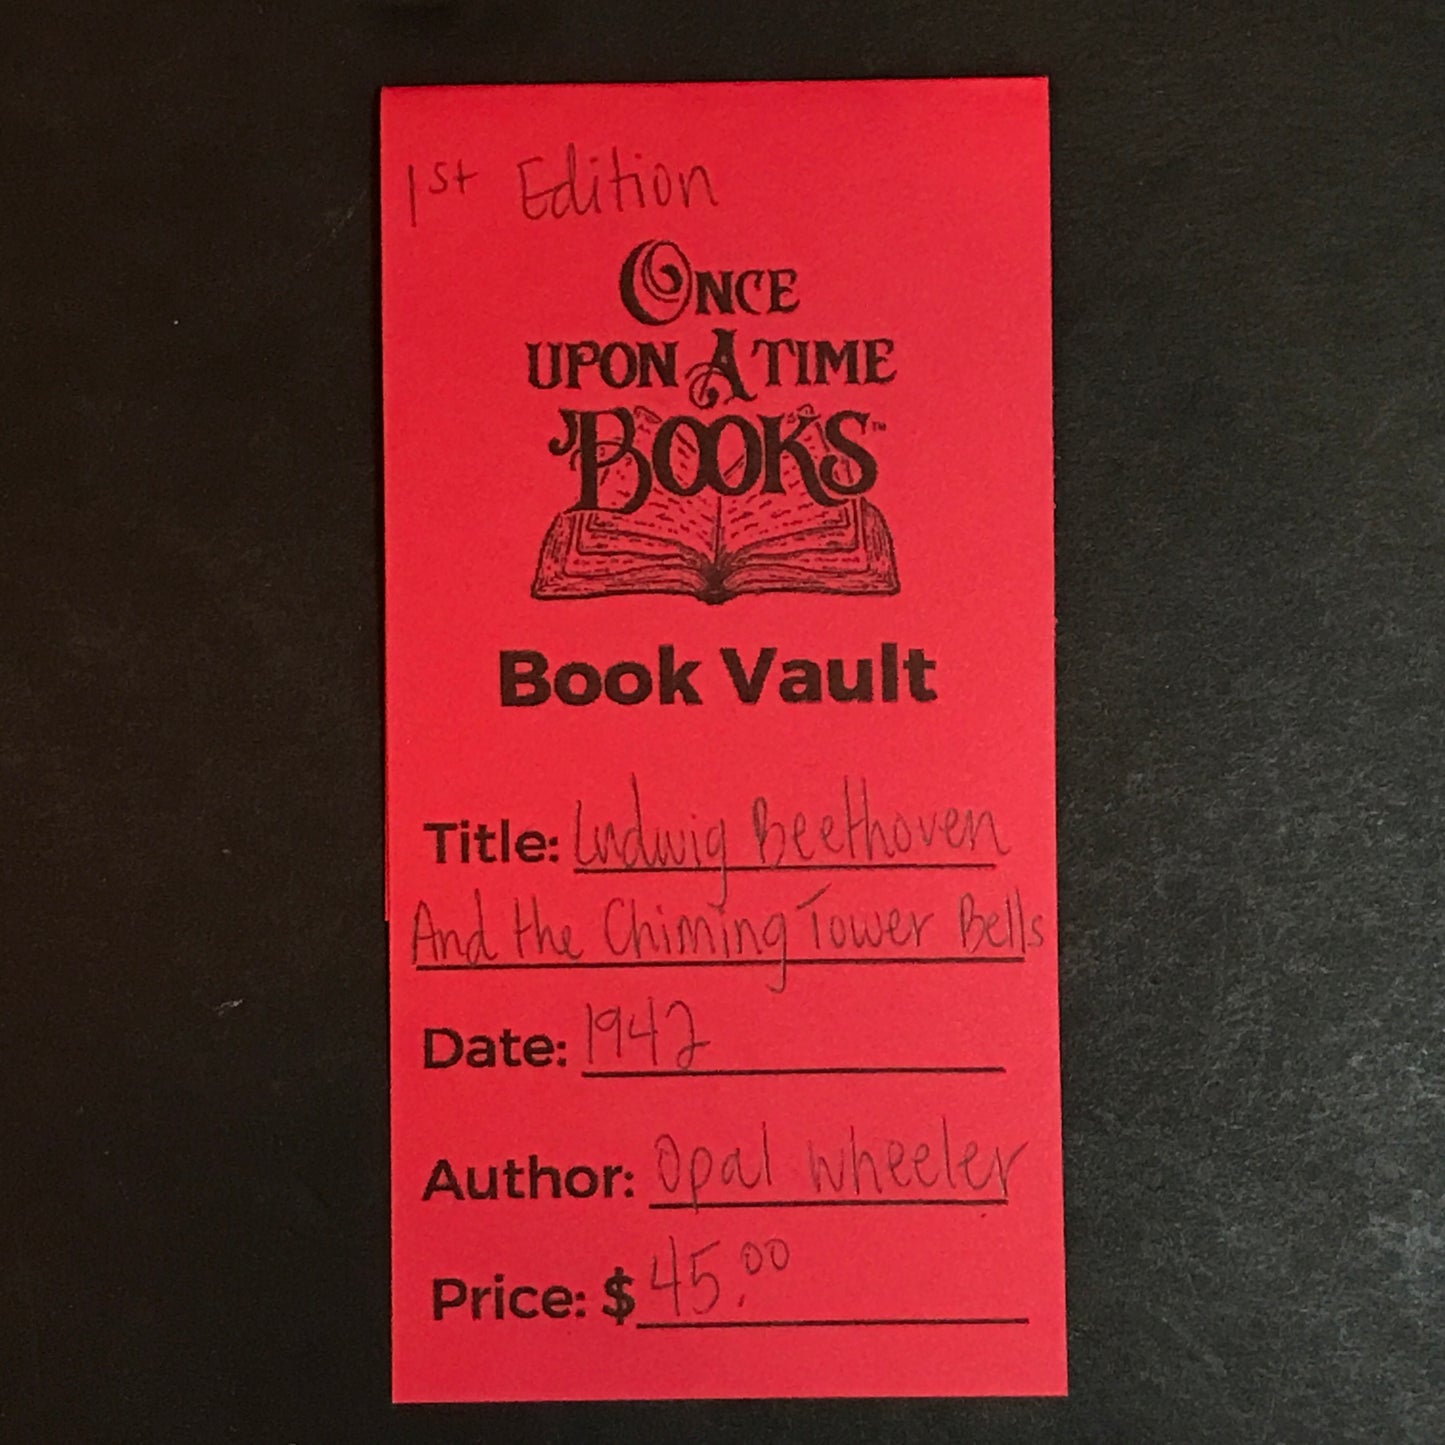 1st Edition
ONCE
UPON A TIME
BOOKS™
Book Vault
Title: Ludwig Beethoven
And the Chiming Tower Bells
Date: 1942
Author: Opal Wheeler
Price: $45.00